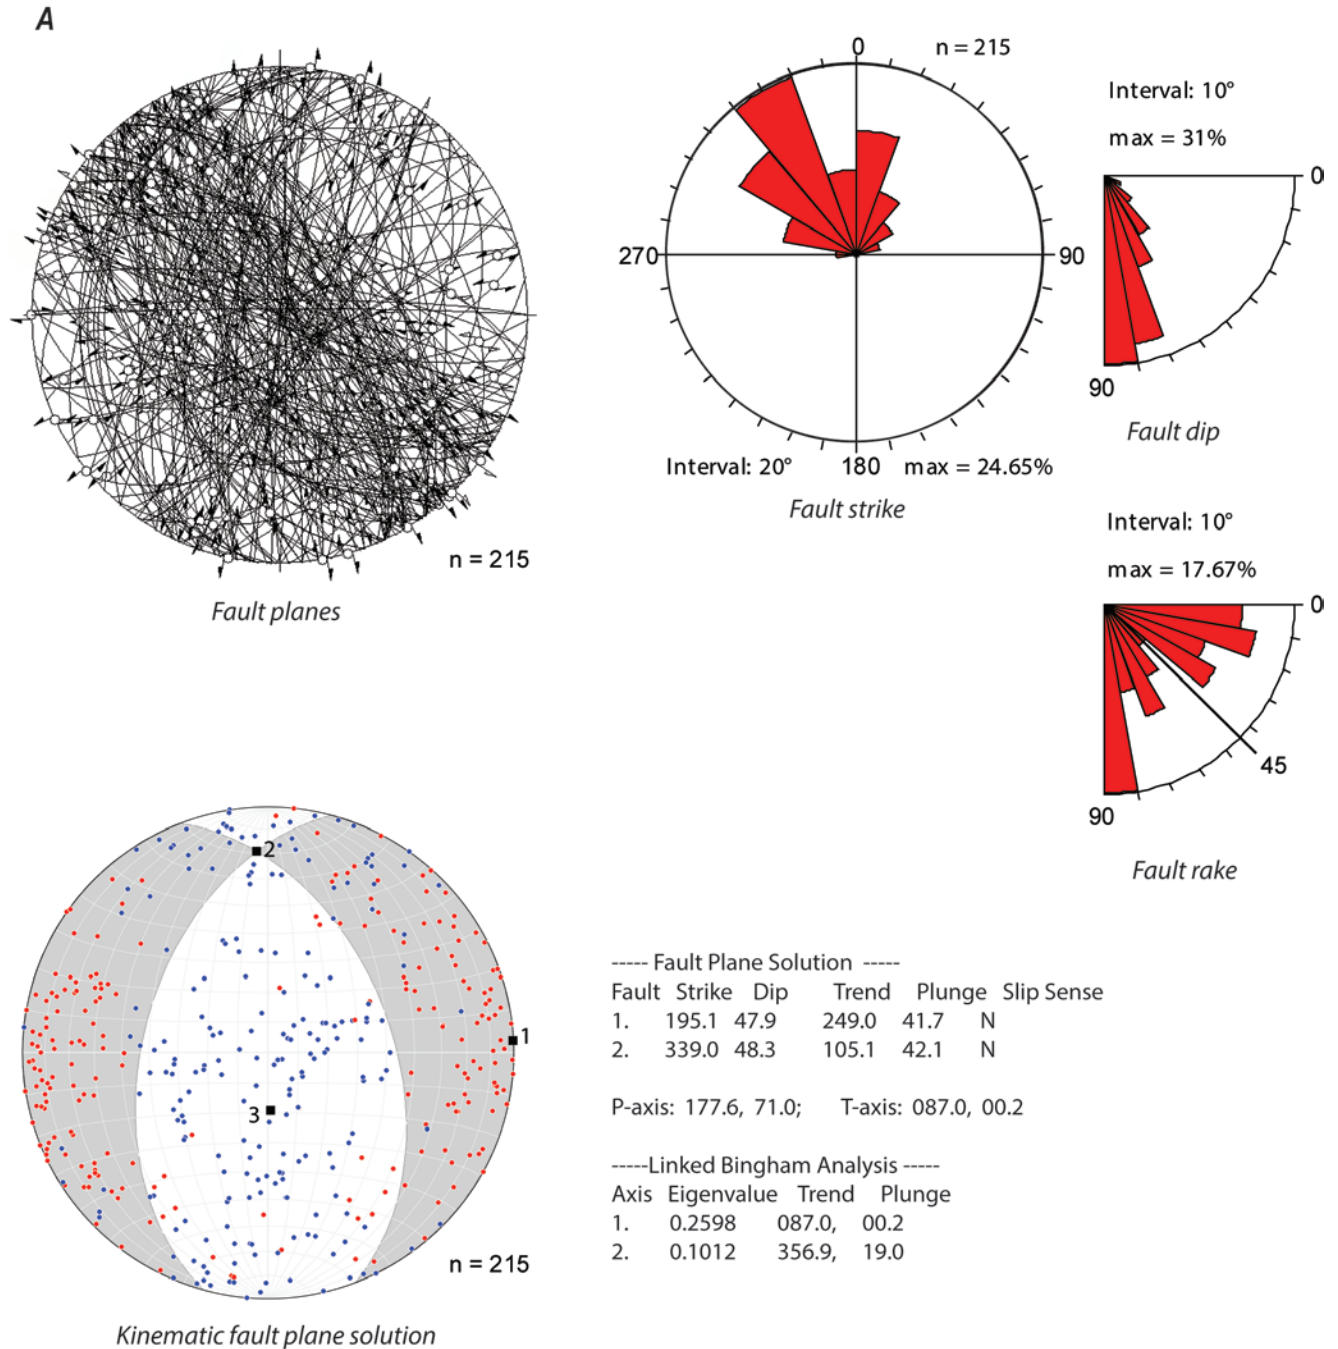 A
n = 215
Fault planes
0
n = 215
270
90
Interval: 20°
180
max = 24.65%
Fault strike
Interval: 10°
max = 31%
0
90
Fault dip
Interval: 10°
max = 17.67%
0
45
90
Fault rake
2
1
3
n = 215
Kinematic fault plane solution
----- Fault Plane Solution -----
Fault Strike Dip Trend Plunge Slip Sense
1. 195.1 47.9 249.0 41.7 N
2. 339.0 48.3 105.1 42.1 N
P-axis: 177.6, 71.0; T-axis: 087.0, 00.2
-----Linked Bingham Analysis -----
Axis Eigenvalue Trend Plunge
1. 0.2598 087.0, 00.2
2. 0.1012 356.9, 19.0